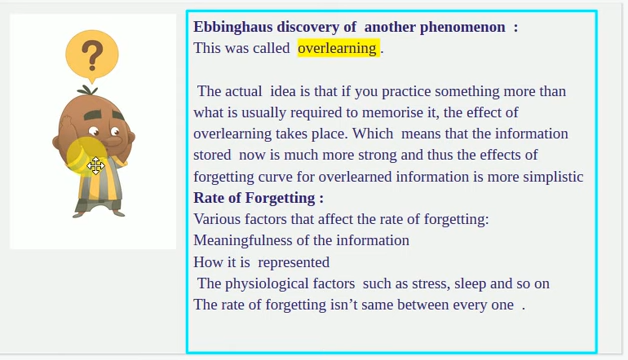 ?
Ebbinghaus discovery of another phenomenon :
This was called overlearning .
The actual idea is that if you practice something more than
what is usually required to memorise it, the effect of
overlearning takes place. Which means that the information
stored now is much more strong and thus the effects of
forgetting curve for overlearned information is more simplistic
Rate of Forgetting :
Various factors that affect the rate of forgetting:
Meaningfulness of the information
How it is represented
The physiological factors such as stress, sleep and so on
The rate of forgetting isn’t same between every one .